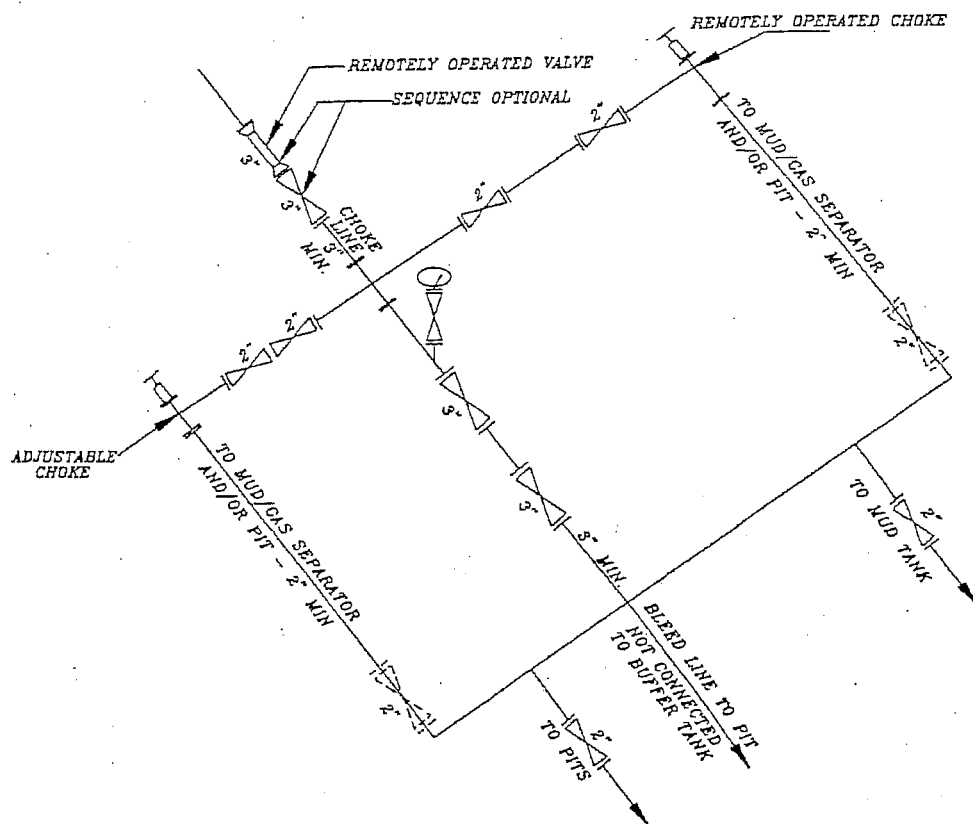 REMOTELY OPERATED CHOKE
REMOTELY OPERATED VALVE
SEQUENCE OPTIONAL
3"
3"
CHOKE
LINE
3"
MIN.
2"
2"
TO MUD/GAS SEPARATOR
AND/OR PIT - 2" MIN
2"
2"
2"
ADJUSTABLE
CHOKE
TO MUD/GAS SEPARATOR
AND/OR PIT - 2" MIN
2"
3"
3"
3" MIN.
BLEED LINE TO PIT
NOT CONNECTED
TO BUFFER TANK
2"
TO MUD TANK
2"
TO PITS